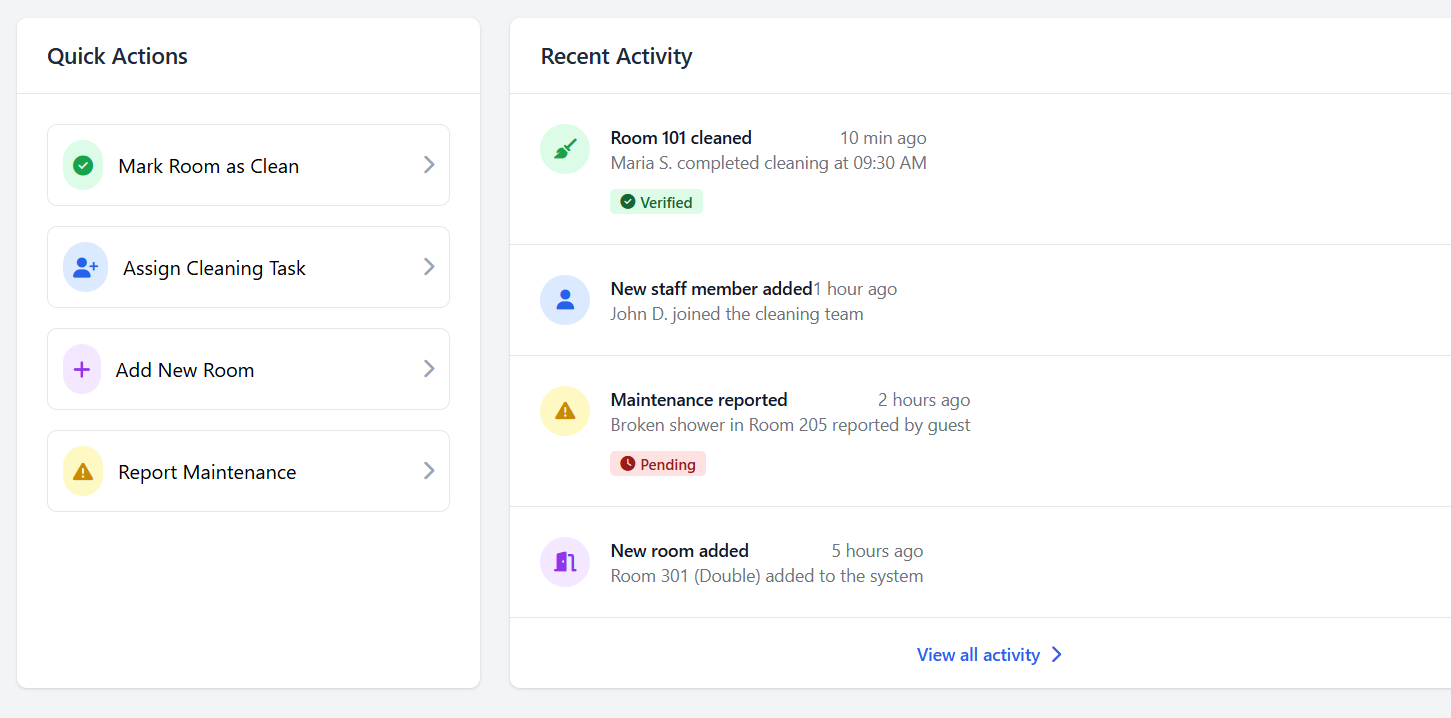 Quick Actions
Mark Room as Clean
Assign Cleaning Task
Add New Room
Report Maintenance
Recent Activity
Room 101 cleaned 10 min ago
Maria S. completed cleaning at 09:30 AM
Verified
New staff member added 1 hour ago
John D. joined the cleaning team
Maintenance reported 2 hours ago
Broken shower in Room 205 reported by guest
Pending
New room added 5 hours ago
Room 301 (Double) added to the system
View all activity